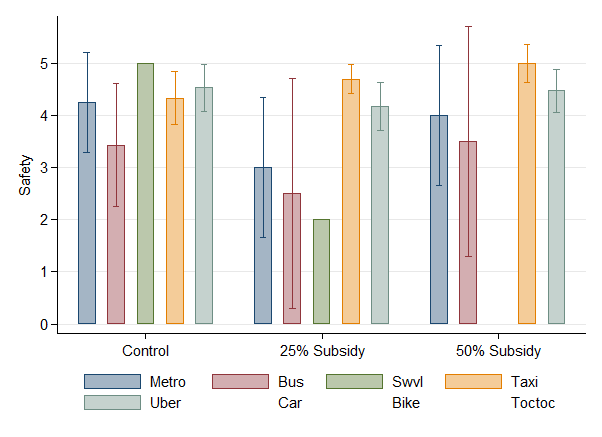 Safety
5
4
3
2
1
0
Control 25% Subsidy 50% Subsidy
Metro Bus Swvl Taxi
Uber Car Bike Toctoc